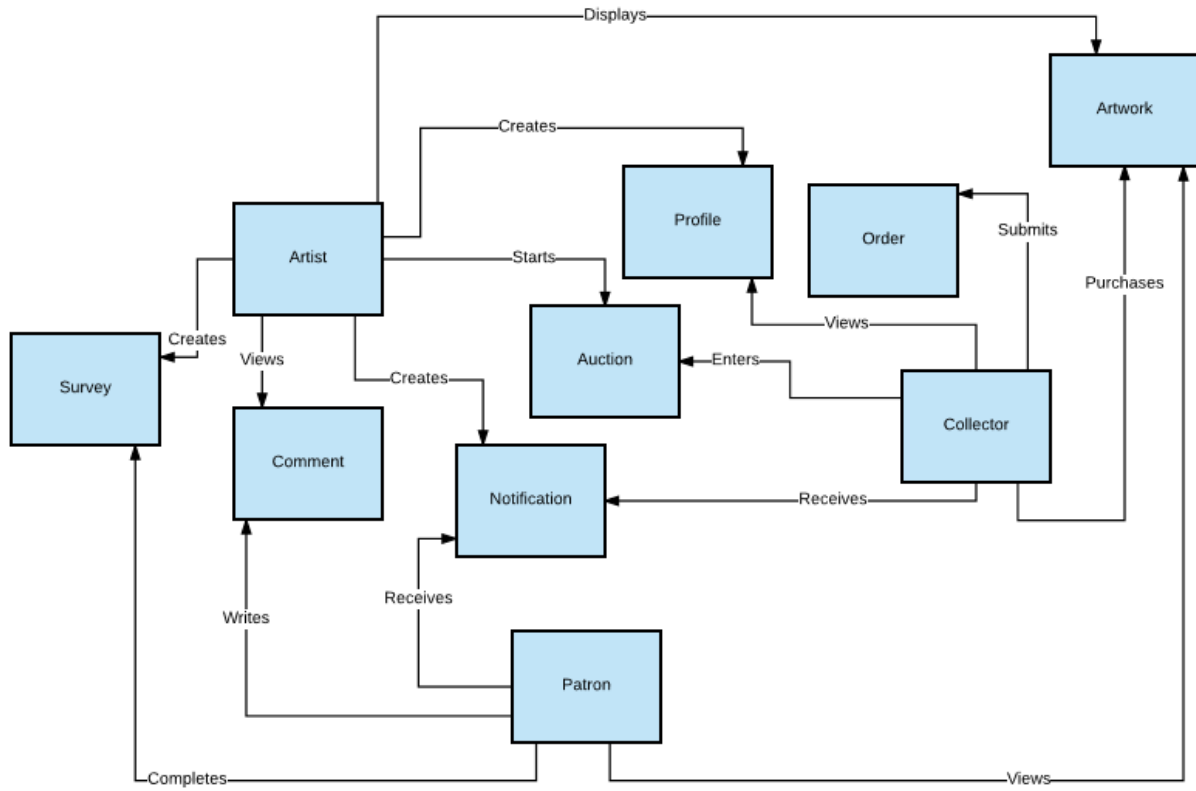 Displays
Artwork
Creates
Profile
Order
Submits
Artist
Starts
Purchases
Views
Creates
Views
Auction
Enters
Survey
Creates
Collector
Comment
Notification
Receives
Receives
Writes
Patron
Completes
Views